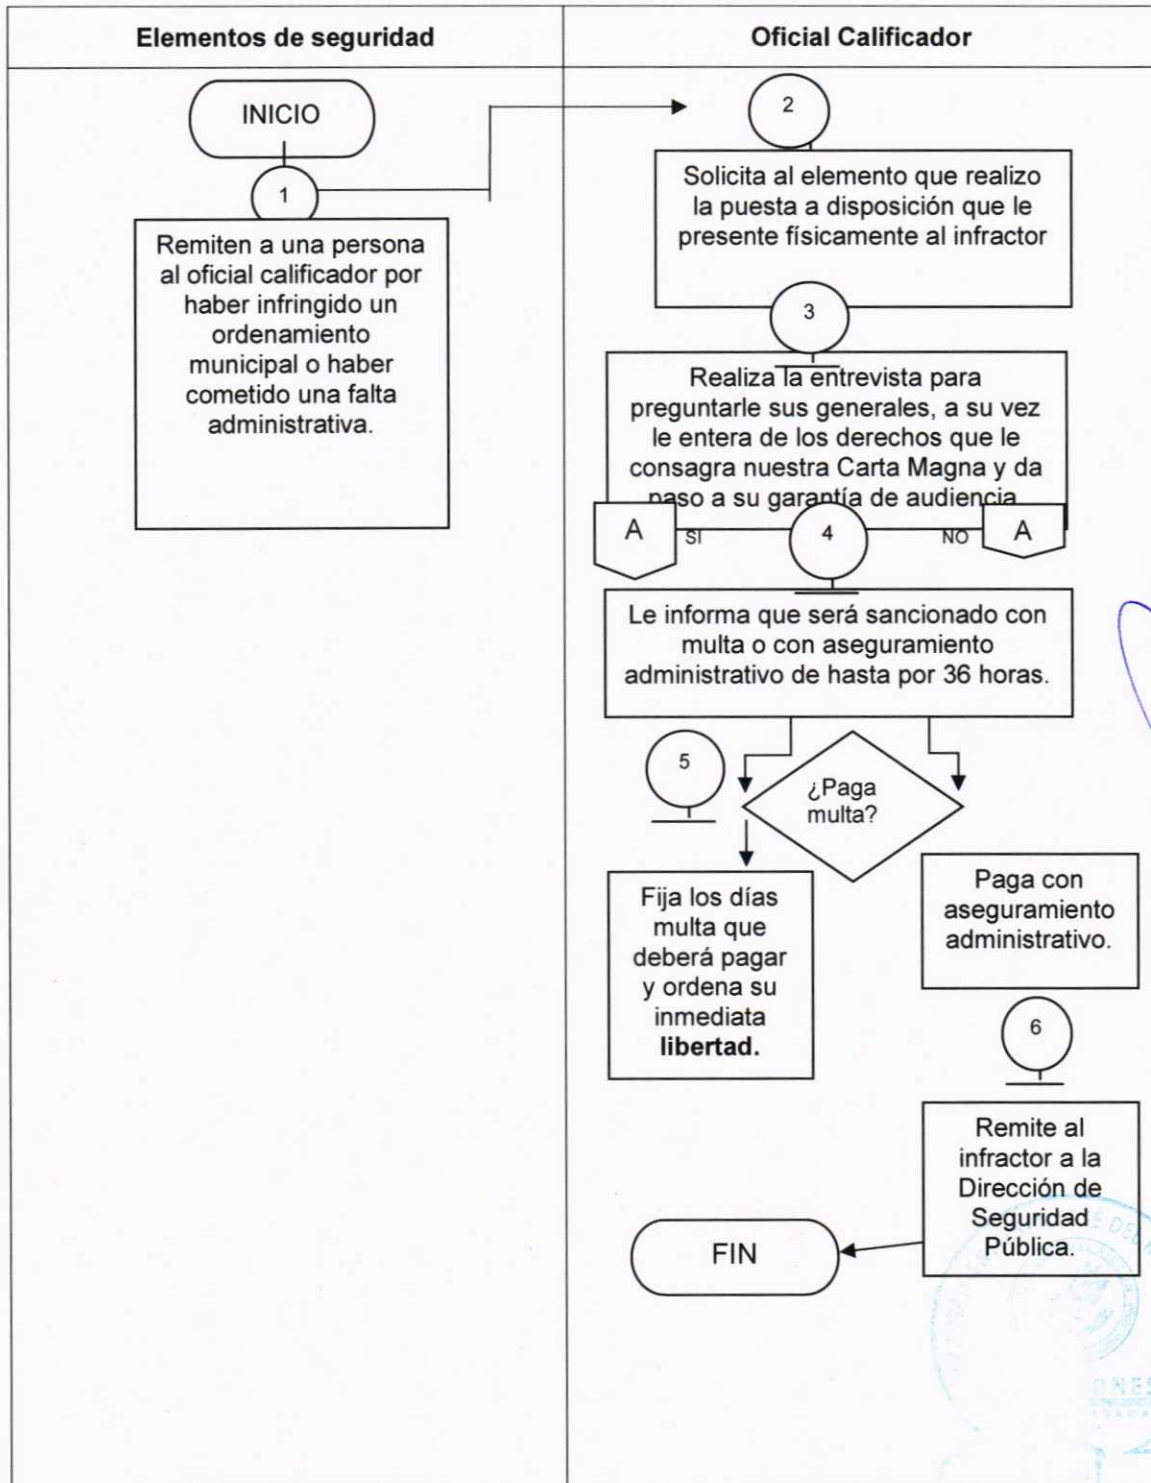 Elementos de seguridad
Oficial Calificador
INICIO
1
Remiten a una persona
al oficial calificador por
haber infringido un
ordenamiento
municipal o haber
cometido una falta
administrativa.
2
Solicita al elemento que realizo
la puesta a disposición que le
presente físicamente al infractor
3
Realiza la entrevista para
preguntarle sus generales, a su vez
le entera de los derechos que le
consagra nuestra Carta Magna y da
paso a su garantía de audiencia
A
SI
4
NO
A
Le informa que será sancionado con
multa o con aseguramiento
administrativo de hasta por 36 horas.
5
¿Paga
multa?
Fija los días
multa que
deberá pagar
y ordena su
inmediata
libertad.
Paga con
aseguramiento
administrativo.
6
Remite al
infractor a la
Dirección de
Seguridad
Pública.
FIN